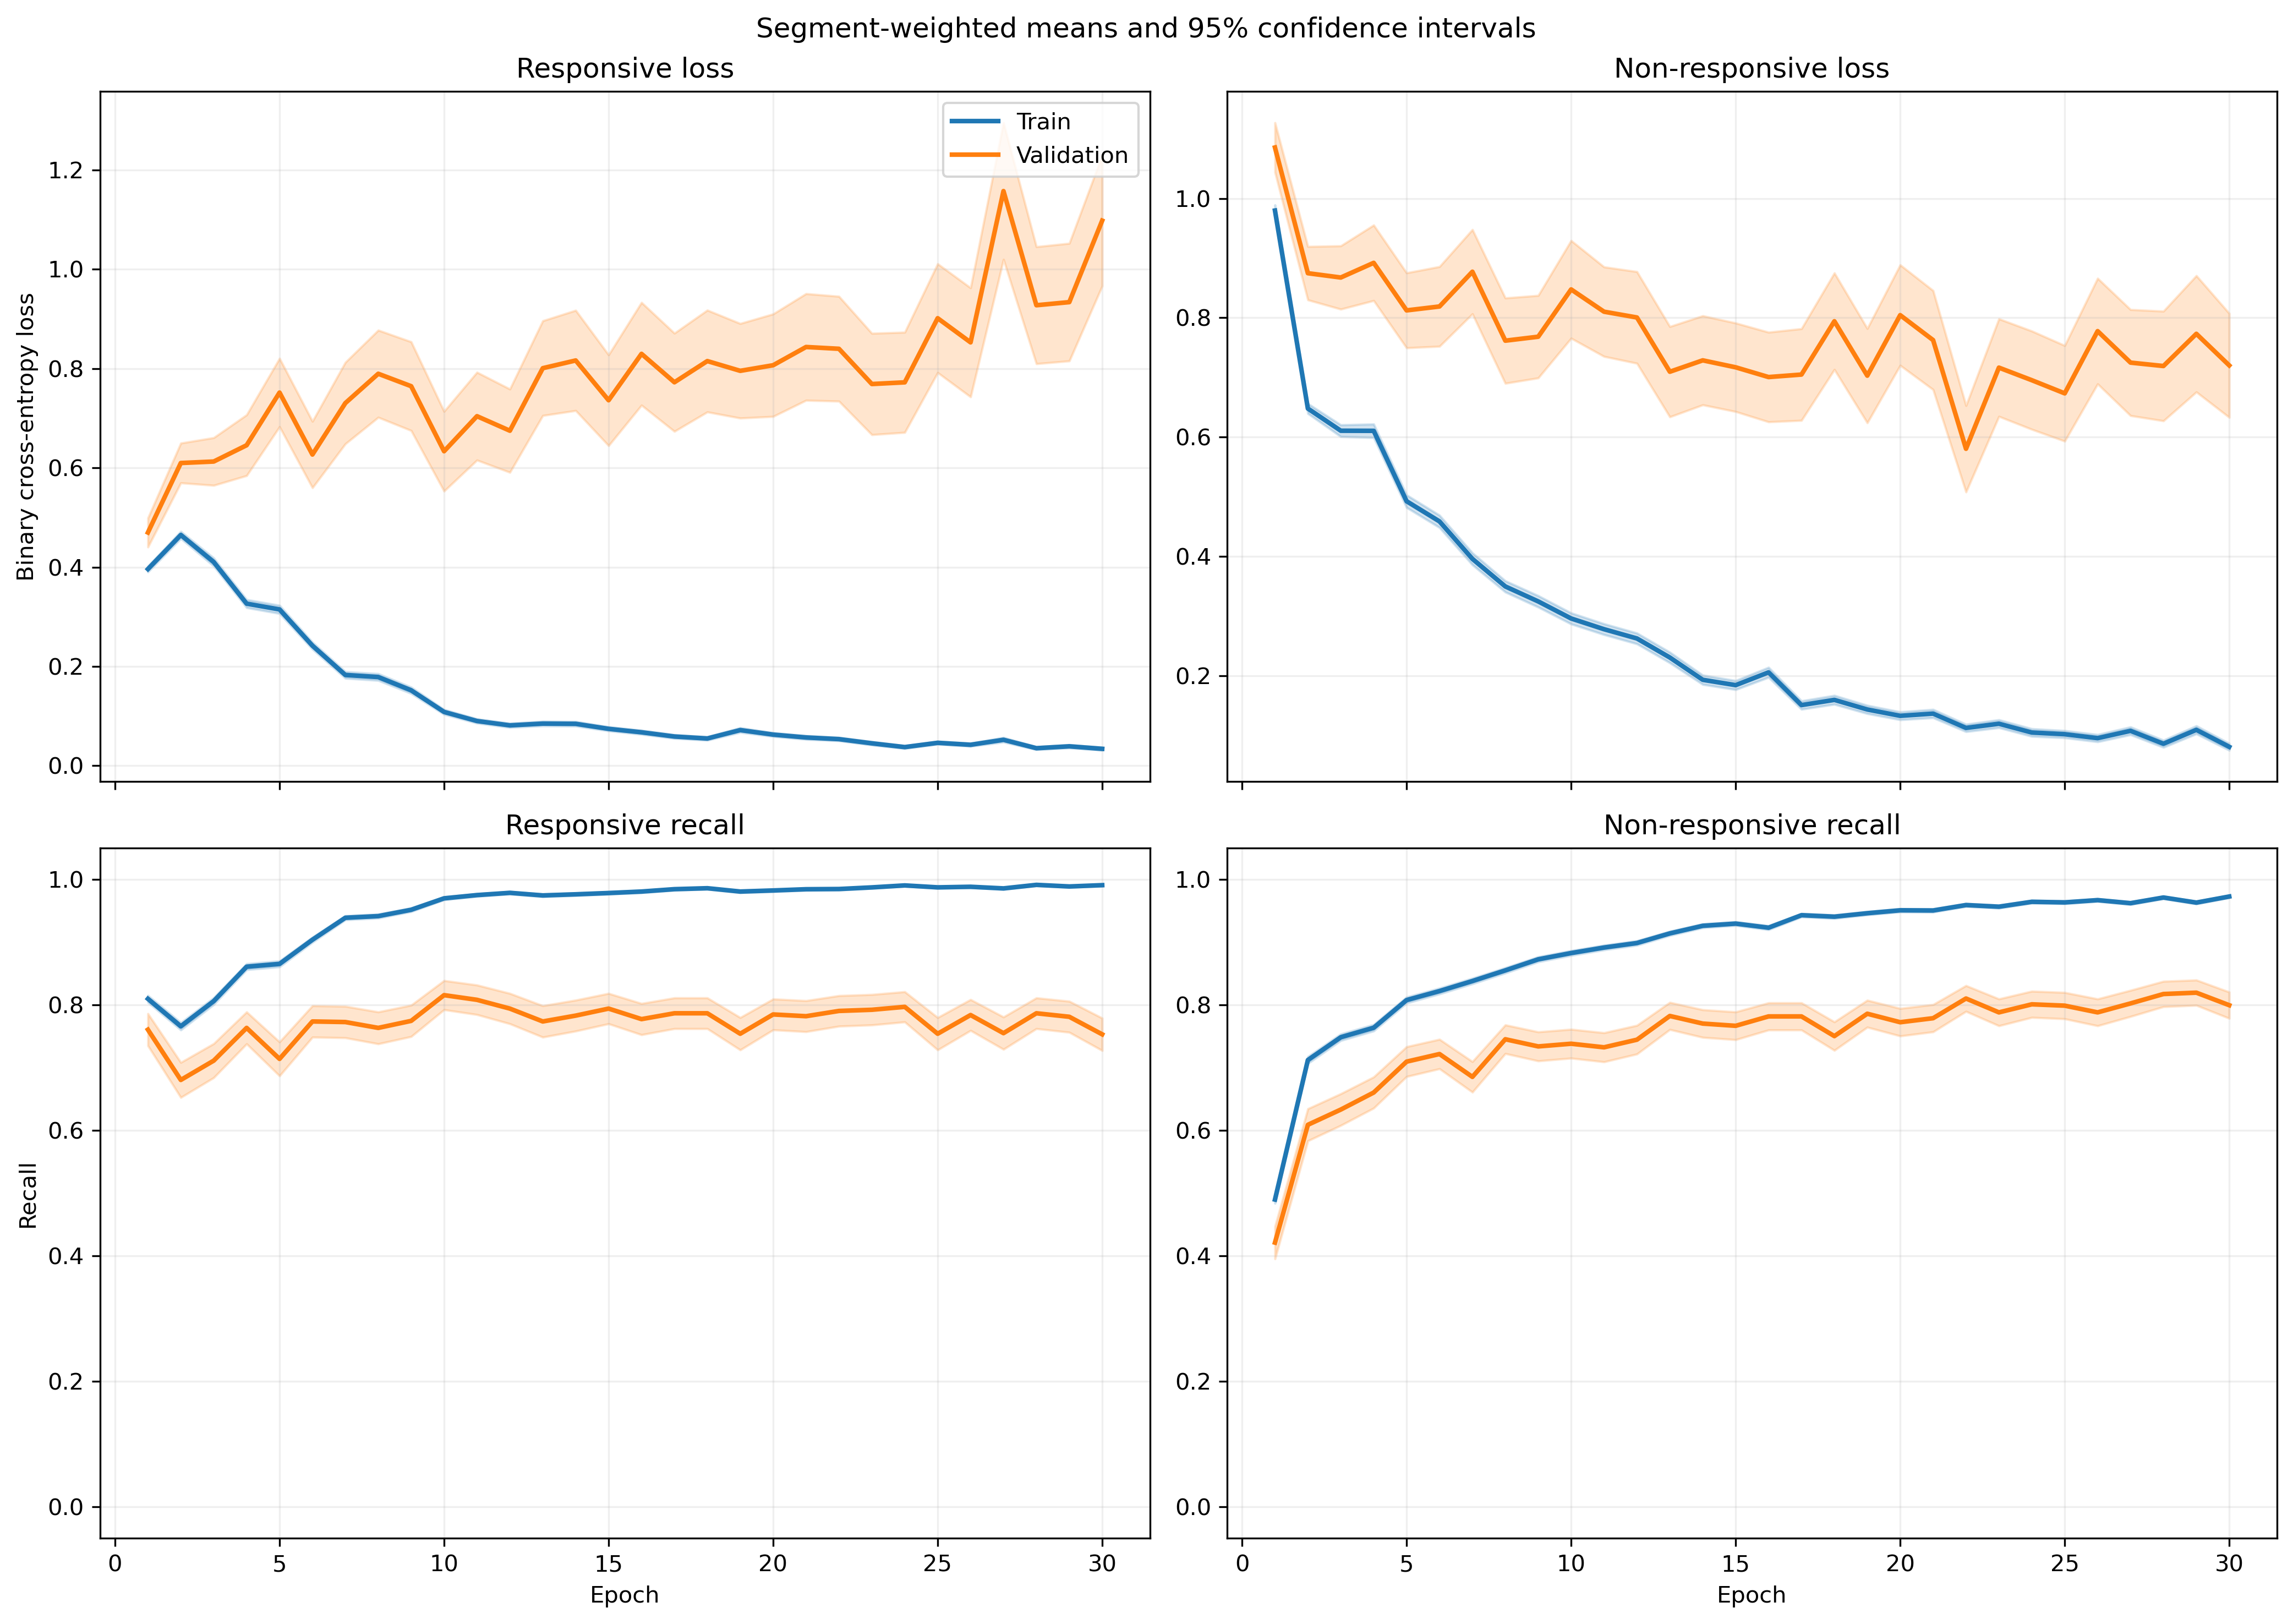 Segment-weighted means and 95% confidence intervals
Responsive loss
Train
Validation
Binary cross-entropy loss
1.2
1.0
0.8
0.6
0.4
0.2
0.0
Non-responsive loss
1.0
0.8
0.6
0.4
0.2
Responsive recall
Recall
1.0
0.8
0.6
0.4
0.2
0.0
0 5 10 15 20 25 30
Epoch
Non-responsive recall
1.0
0.8
0.6
0.4
0.2
0.0
0 5 10 15 20 25 30
Epoch